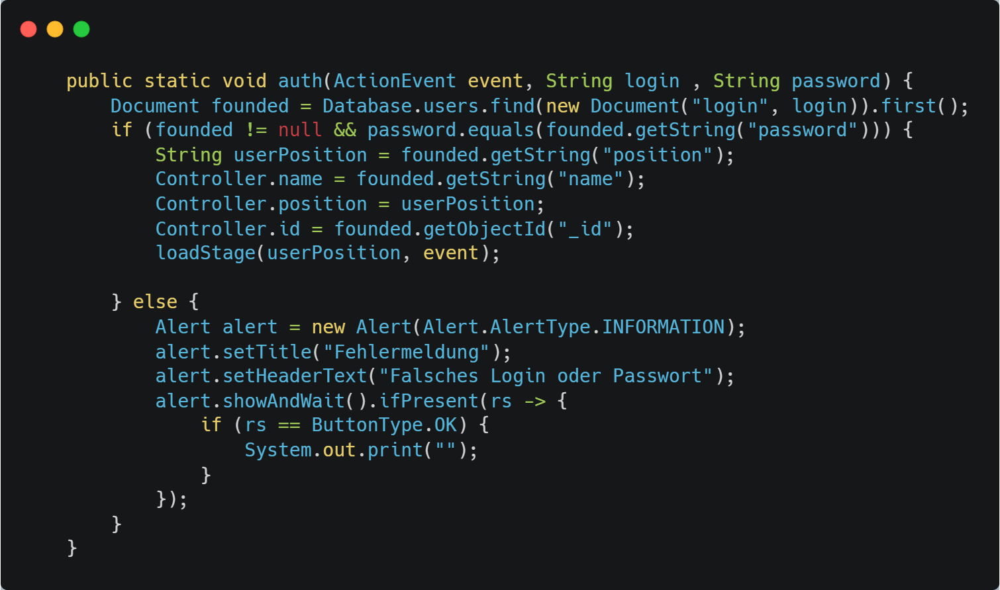 public static void auth(ActionEvent event, String login , String password) {
    Document founded = Database.users.find(new Document("login", login)).first();
    if (founded != null && password.equals(founded.getString("password"))) {
        String userPosition = founded.getString("position");
        Controller.name = founded.getString("name");
        Controller.position = userPosition;
        Controller.id = founded.getObjectId("_id");
        loadStage(userPosition, event);

    } else {
        Alert alert = new Alert(Alert.AlertType.INFORMATION);
        alert.setTitle("Fehlermeldung");
        alert.setHeaderText("Falsches Login oder Passwort");
        alert.showAndWait().ifPresent(rs -> {
            if (rs == ButtonType.OK) {
                System.out.print("");
            }
        });
    }
}